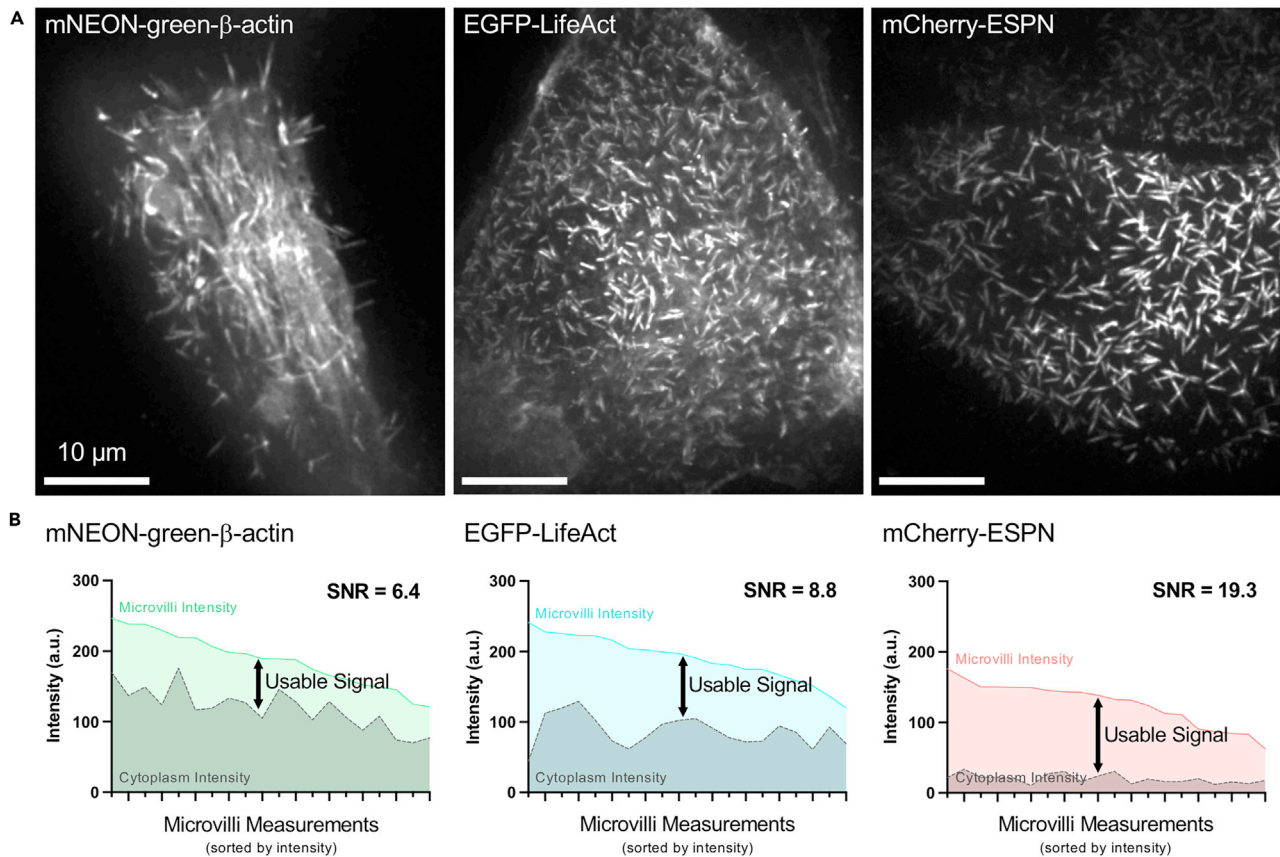 A
mNEON-green-β-actin
EGFP-LifeAct
mCherry-ESPN
10 µm
B
mNEON-green-β-actin
300
200
100
0
Intensity (a.u.)
SNR = 6.4
Microvilli Intensity
Usable Signal
Cytoplasm Intensity
Microvilli Measurements
(sorted by intensity)
EGFP-LifeAct
300
200
100
0
Intensity (a.u.)
SNR = 8.8
Microvilli Intensity
Usable Signal
Cytoplasm Intensity
Microvilli Measurements
(sorted by intensity)
mCherry-ESPN
300
200
100
0
Intensity (a.u.)
SNR = 19.3
Microvilli Intensity
Usable Signal
Cytoplasm Intensity
Microvilli Measurements
(sorted by intensity)